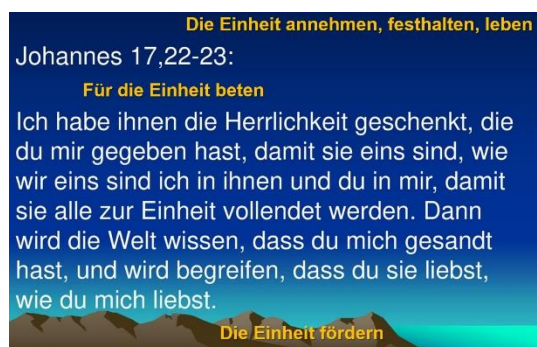 Die Einheit annehmen, festhalten, leben
Johannes 17,22-23:
Für die Einheit beten
Ich habe ihnen die Herrlichkeit geschenkt, die
du mir gegeben hast, damit sie eins sind, wie
wir eins sind ich in ihnen und du in mir, damit
sie alle zur Einheit vollendet werden. Dann
wird die Welt wissen, dass du mich gesandt
hast, und wird begreifen, dass du sie liebst,
wie du mich liebst.
Die Einheit fördern